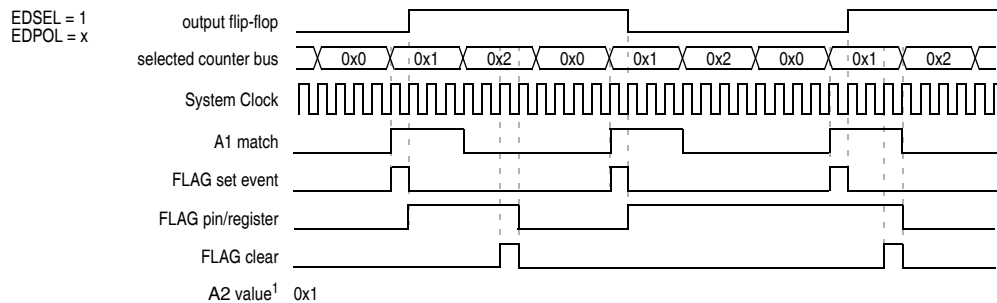 EDSEL = 1
EDPOL = x
output flip-flop
selected counter bus 0x0 0x1 0x2 0x0 0x1 0x2 0x0 0x1 0x2
System Clock
A1 match
FLAG set event
FLAG pin/register
FLAG clear
A2 value1 0x1